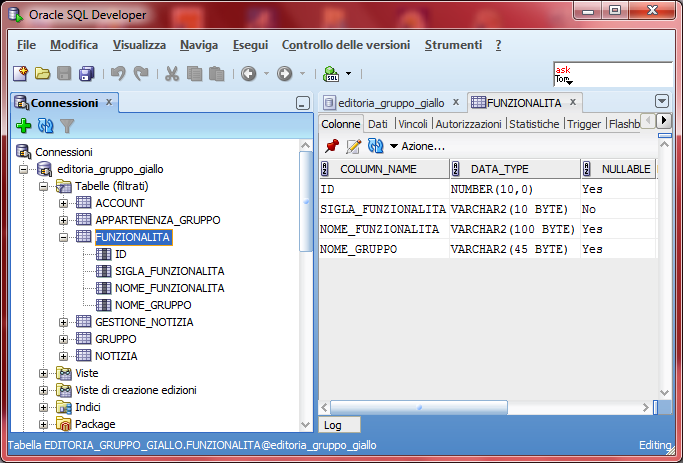 Oracle SQL Developer
File Modifica Visualizza Naviga Esegui Controllo delle versioni Strumenti ?
SQL
ask
Tom
Connessioni x
editoria_gruppo_giallo x FUNZIONALITA x
Colonne Dati Vincoli Autorizzazioni Statistiche Trigger Flashb
Azione...
Connessioni
editoria_gruppo_giallo
Tabelle (filtrati)
ACCOUNT
APPARTENENZA_GRUPPO
FUNZIONALITA
ID
SIGLA_FUNZIONALITA
NOME_FUNZIONALITA
NOME_GRUPPO
GESTIONE_NOTIZIA
GRUPPO
NOTIZIA
Viste
Viste di creazione edizioni
Indici
Package
COLUMN_NAME DATA_TYPE NULLABLE
ID NUMBER(10,0) Yes
SIGLA_FUNZIONALITA VARCHAR2(10 BYTE) No
NOME_FUNZIONALITA VARCHAR2(100 BYTE) Yes
NOME_GRUPPO VARCHAR2(45 BYTE) Yes
Log
Tabella EDITORIA_GRUPPO_GIALLO.FUNZIONALITA@editoria_gruppo_giallo Editing